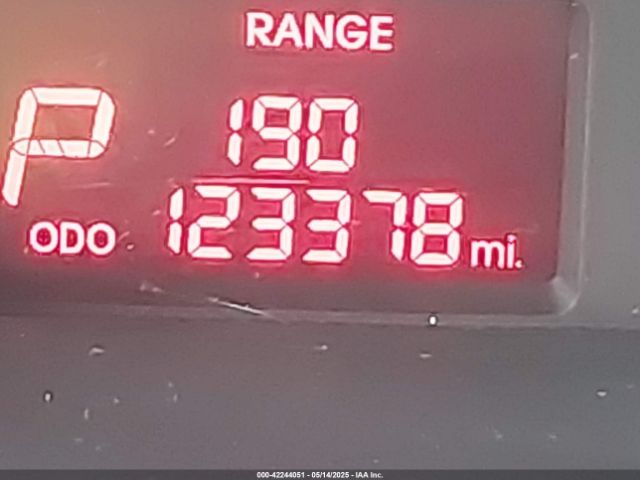 RANGE
P
190
ODO 123378 mi.
000-42244051 - 05/14/2025 - IAA Inc.